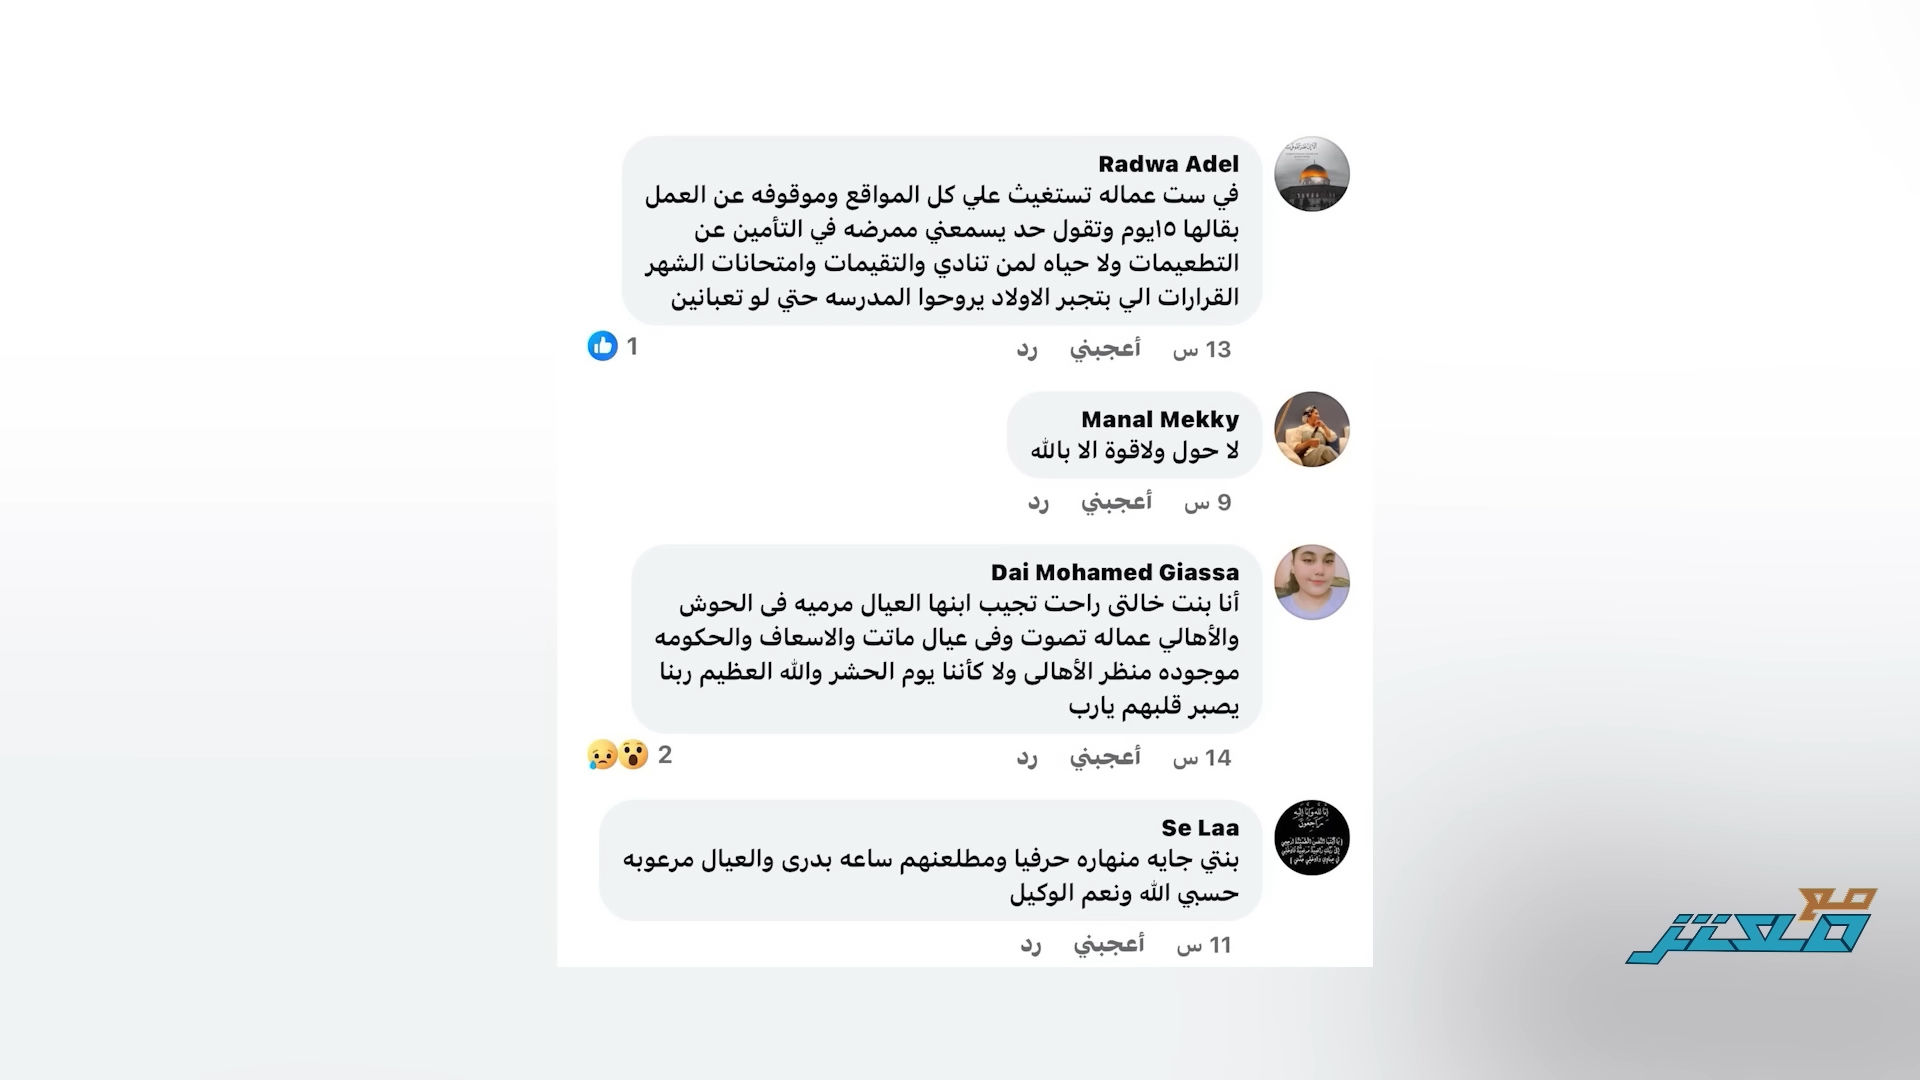 Radwa Adel
في ست عماله تستغيث علي كل المواقع وموقوفه عن العمل
بقالها ١٥يوم وتقول حد يسمعني ممرضه في التأمين عن
التطعيمات ولا حياه لمن تنادي والتقيمات وامتحانات الشهر
القرارات الي بتجبر الاولاد يروحوا المدرسه حتي لو تعبانين
13 س أعجبني رد 1
Manal Mekky
لا حول ولاقوة الا بالله
9 س أعجبني رد
Dai Mohamed Giassa
أنا بنت خالتى راحت تجيب ابنها العيال مرميه فى الحوش
والأهالي عماله تصوت وفى عيال ماتت والاسعاف والحكومه
موجوده منظر الأهالى ولا كأننا يوم الحشر والله العظيم ربنا
يصبر قلبهم يارب
14 س أعجبني رد 2
Se Laa
بنتي جايه منهاره حرفيا ومطلعنهم ساعه بدرى والعيال مرعوبه
حسبي الله ونعم الوكيل
11 س أعجبني رد
مع
معتز